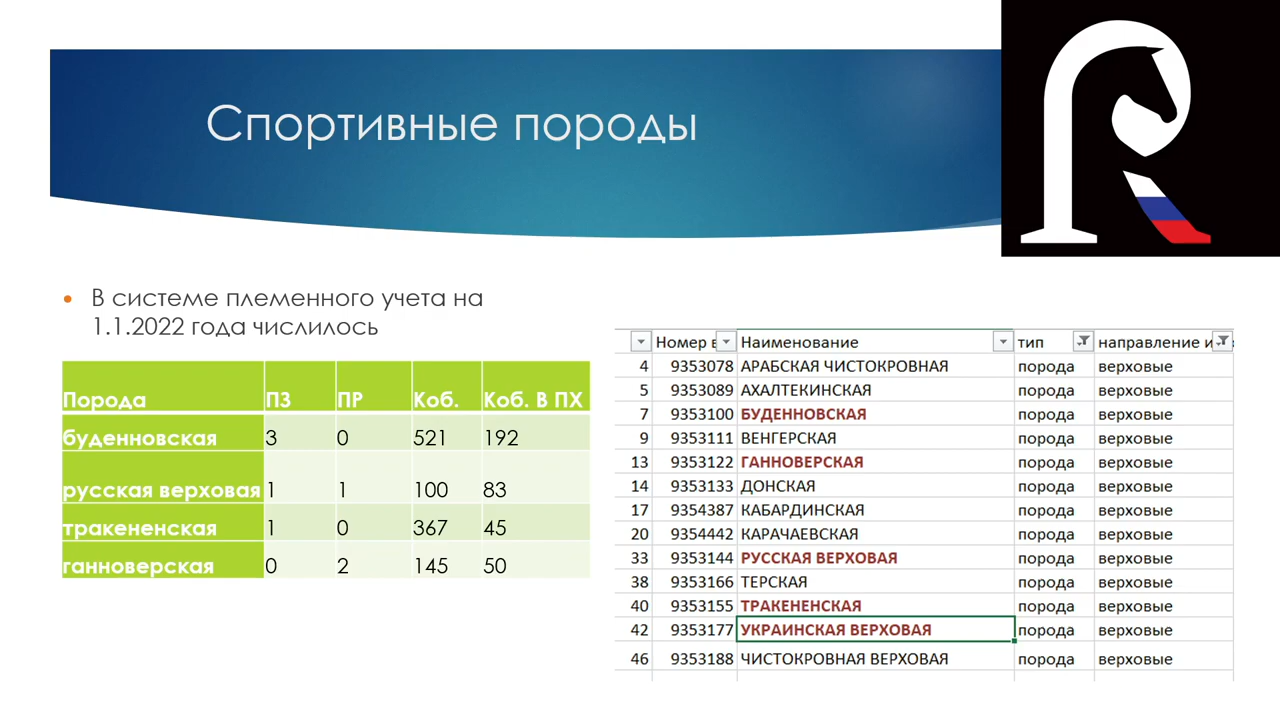 Спортивные породы
В системе племенного учета на
1.1.2022 года числилось
Порода ПЗ ПР Коб. Коб. В ПХ
буденновская 3 0 521 192
русская верховая 1 1 100 83
тракененская 1 0 367 45
ганноверская 0 2 145 50
Номер Наименование тип направление
4 9353078 АРАБСКАЯ ЧИСТОКРОВНАЯ порода верховые
5 9353089 АХАЛТЕКИНСКАЯ порода верховые
7 9353100 БУДЕННОВСКАЯ порода верховые
9 9353111 ВЕНГЕРСКАЯ порода верховые
13 9353122 ГАННОВЕРСКАЯ порода верховые
14 9353133 ДОНСКАЯ порода верховые
17 9354387 КАБАРДИНСКАЯ порода верховые
20 9354442 КАРАЧАЕВСКАЯ порода верховые
33 9353144 РУССКАЯ ВЕРХОВАЯ порода верховые
38 9353166 ТЕРСКАЯ порода верховые
40 9353155 ТРАКЕНЕНСКАЯ порода верховые
42 9353177 УКРАИНСКАЯ ВЕРХОВАЯ порода верховые
46 9353188 ЧИСТОКРОВНАЯ ВЕРХОВАЯ порода верховые